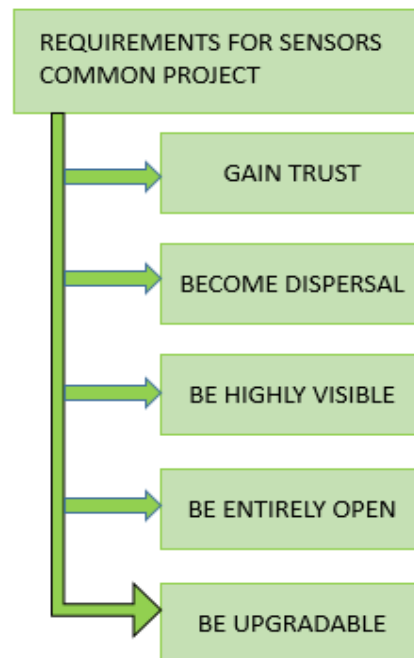 REQUIREMENTS FOR SENSORS
COMMON PROJECT
GAIN TRUST
BECOME DISPERSAL
BE HIGHLY VISIBLE
BE ENTIRELY OPEN
BE UPGRADABLE